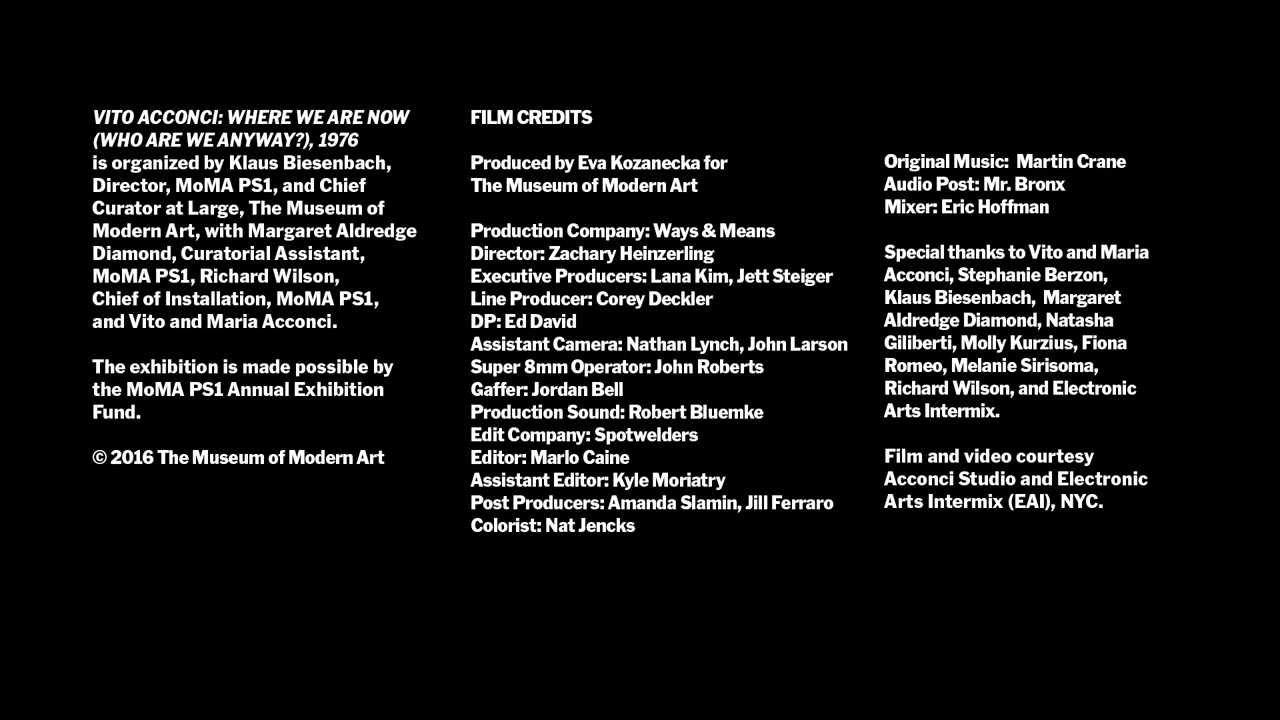 VITO ACCONCI: WHERE WE ARE NOW
(WHO ARE WE ANYWAY?), 1976
is organized by Klaus Biesenbach,
Director, MoMA PS1, and Chief
Curator at Large, The Museum of
Modern Art, with Margaret Aldredge
Diamond, Curatorial Assistant,
MoMA PS1, Richard Wilson,
Chief of Installation, MoMA PS1,
and Vito and Maria Acconci.
The exhibition is made possible by
the MoMA PS1 Annual Exhibition
Fund.
© 2016 The Museum of Modern Art
FILM CREDITS
Produced by Eva Kozanecka for
The Museum of Modern Art
Production Company: Ways & Means
Director: Zachary Heinzerling
Executive Producers: Lana Kim, Jett Steiger
Line Producer: Corey Deckler
DP: Ed David
Assistant Camera: Nathan Lynch, John Larson
Super 8mm Operator: John Roberts
Gaffer: Jordan Bell
Production Sound: Robert Bluemke
Edit Company: Spotwelders
Editor: Marlo Caine
Assistant Editor: Kyle Moriatry
Post Producers: Amanda Slamin, Jill Ferraro
Colorist: Nat Jencks
Original Music:  Martin Crane
Audio Post: Mr. Bronx
Mixer: Eric Hoffman
Special thanks to Vito and Maria
Acconci, Stephanie Berzon,
Klaus Biesenbach,  Margaret
Aldredge Diamond, Natasha
Giliberti, Molly Kurzius, Fiona
Romeo, Melanie Sirisoma,
Richard Wilson, and Electronic
Arts Intermix.
Film and video courtesy
Acconci Studio and Electronic
Arts Intermix (EAI), NYC.